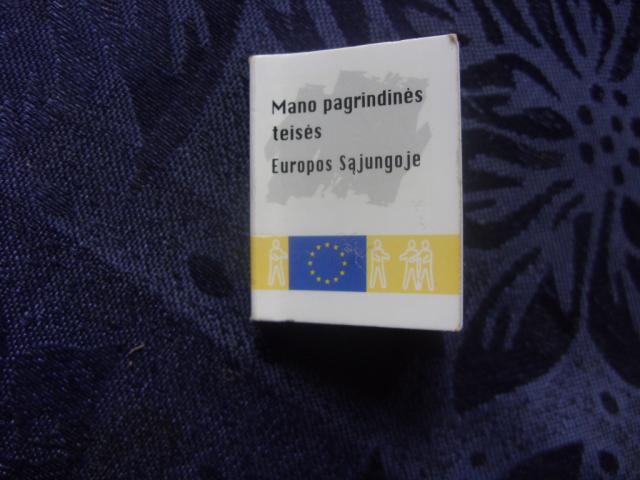 Mano pagrindinės
teisės
Europos Sąjungoje